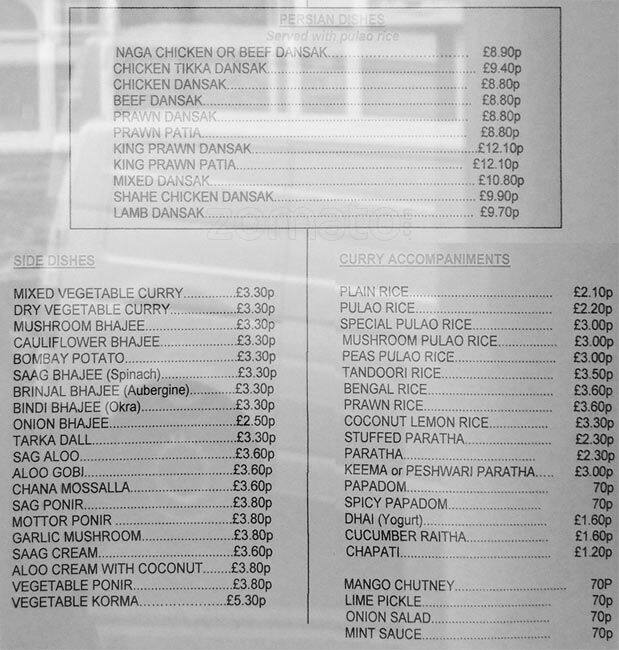 PERSIAN DISHES
Served with pulao rice
NAGA CHICKEN OR BEEF DANSAK £8.90p
CHICKEN TIKKA DANSAK £9.40p
CHICKEN DANSAK £8.80p
BEEF DANSAK £8.80p
PRAWN DANSAK £8.80p
PRAWN PATIA £8.80p
KING PRAWN DANSAK £12.10p
KING PRAWN PATIA £12.10p
MIXED DANSAK £10.80p
SHAHE CHICKEN DANSAK £9.90p
LAMB DANSAK £9.70p
zomato
SIDE DISHES
MIXED VEGETABLE CURRY £3.30p
DRY VEGETABLE CURRY £3.30p
MUSHROOM BHAJEE £3.30p
CAULIFLOWER BHAJEE £3.30p
BOMBAY POTATO £3.30p
SAAG BHAJEE (Spinach) £3.30p
BRINJAL BHAJEE (Aubergine) £3.30p
BINDI BHAJEE (Okra) £3.30p
ONION BHAJEE £2.50p
TARKA DALL £3.30p
SAG ALOO £3.60p
ALOO GOBI £3.60p
CHANA MOSSALLA £3.60p
SAG PONIR £3.80p
MOTTOR PONIR £3.80p
GARLIC MUSHROOM £3.80p
SAAG CREAM £3.60p
ALOO CREAM WITH COCONUT £3.80p
VEGETABLE PONIR £3.80p
VEGETABLE KORMA £5.30p
CURRY ACCOMPANIMENTS
PLAIN RICE £2.10p
PULAO RICE £2.20p
SPECIAL PULAO RICE £3.00p
MUSHROOM PULAO RICE £3.00p
PEAS PULAO RICE £3.00p
TANDOORI RICE £3.50p
BENGAL RICE £3.60p
PRAWN RICE £3.60p
COCONUT LEMON RICE £3.30p
STUFFED PARATHA £2.30p
PARATHA £2.30p
KEEMA or PESHWARI PARATHA £3.00p
PAPADOM 70p
SPICY PAPADOM 70p
DHAI (Yogurt) £1.60p
CUCUMBER RAITHA £1.60p
CHAPATI £1.20p
MANGO CHUTNEY 70P
LIME PICKLE 70p
ONION SALAD 70p
MINT SAUCE 70p